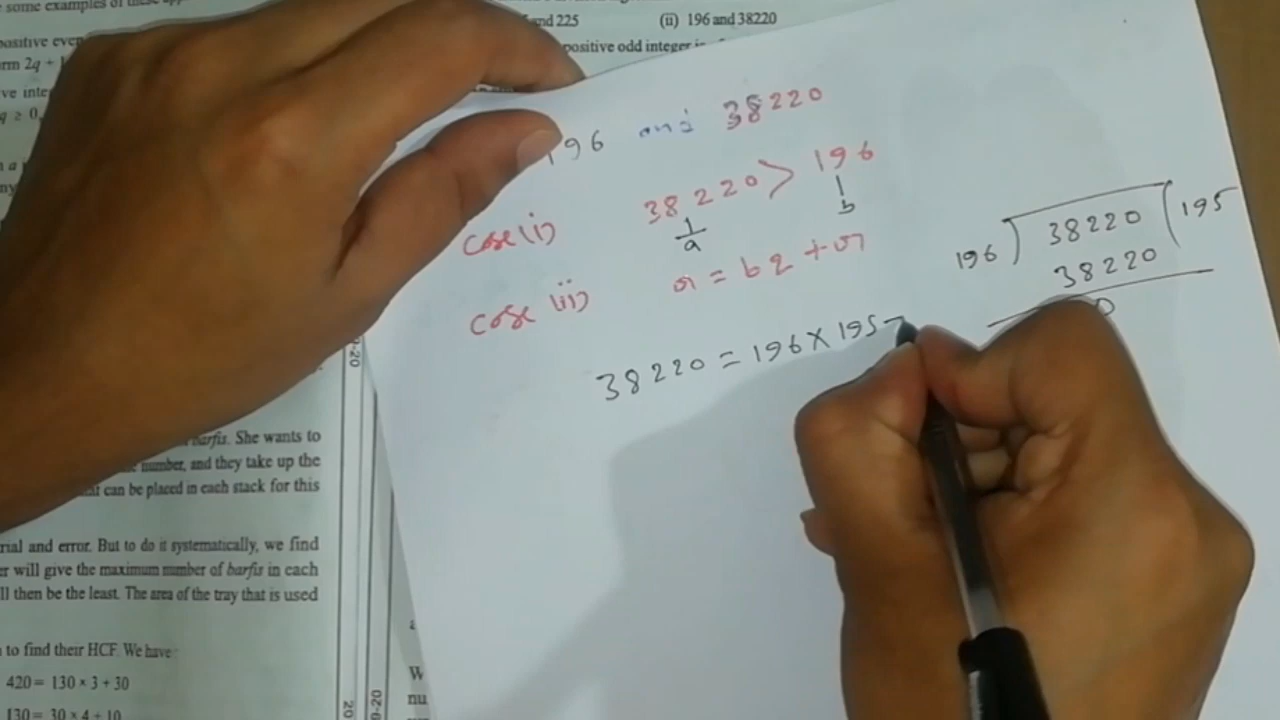 some examples of these
and 225 (ii) 196 and 38220
positive even
positive odd integer
rm 2q +
ve inte
q ≥ 0,
196 and 38220
case (i) 38220 > 196
a b
case (ii) a = bq + r
38220 = 196 × 195
196 ) 38220 ( 195
38220
0
barfis. She wants to
number, and they take up the
can be placed in each stack for this
rial and error. But to do it systematically, we find
er will give the maximum number of barfis in each
ll then be the least. The area of the tray that is used
to find their HCF. We have
420 = 130 × 3 + 30
130 = 30 × 4 + 10